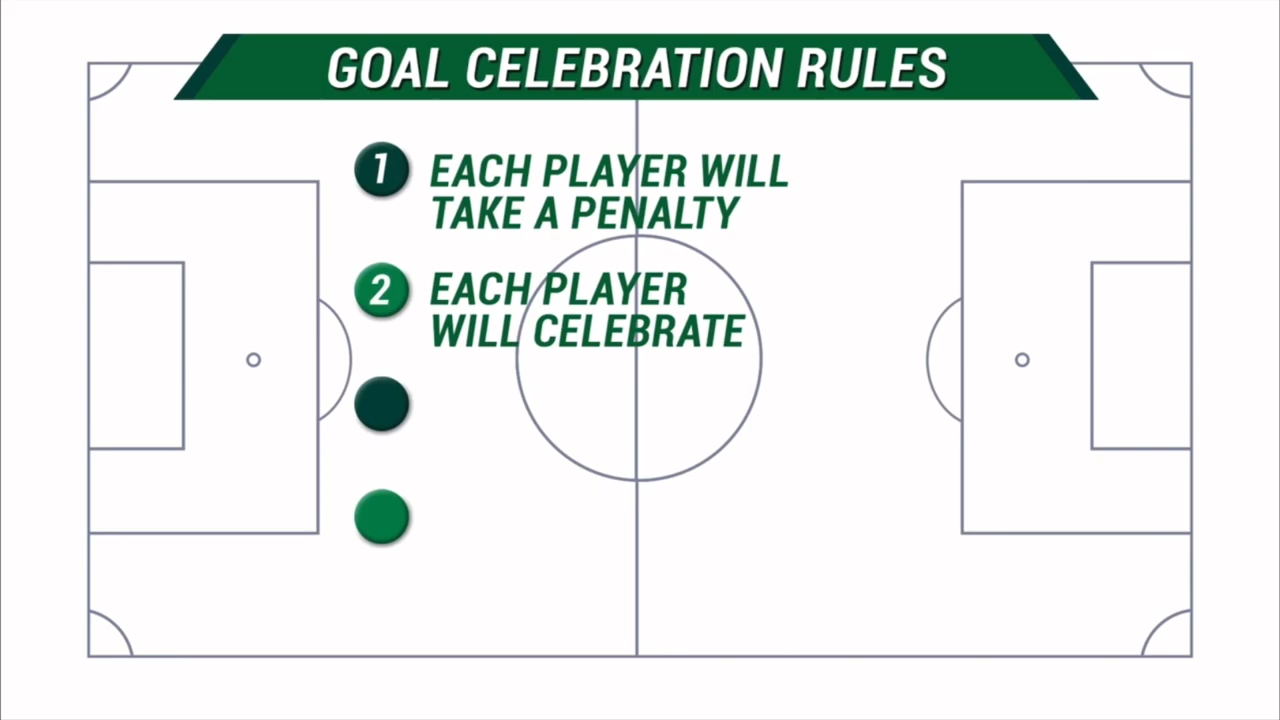 GOAL CELEBRATION RULES
1 EACH PLAYER WILL
TAKE A PENALTY
2 EACH PLAYER
WILL CELEBRATE